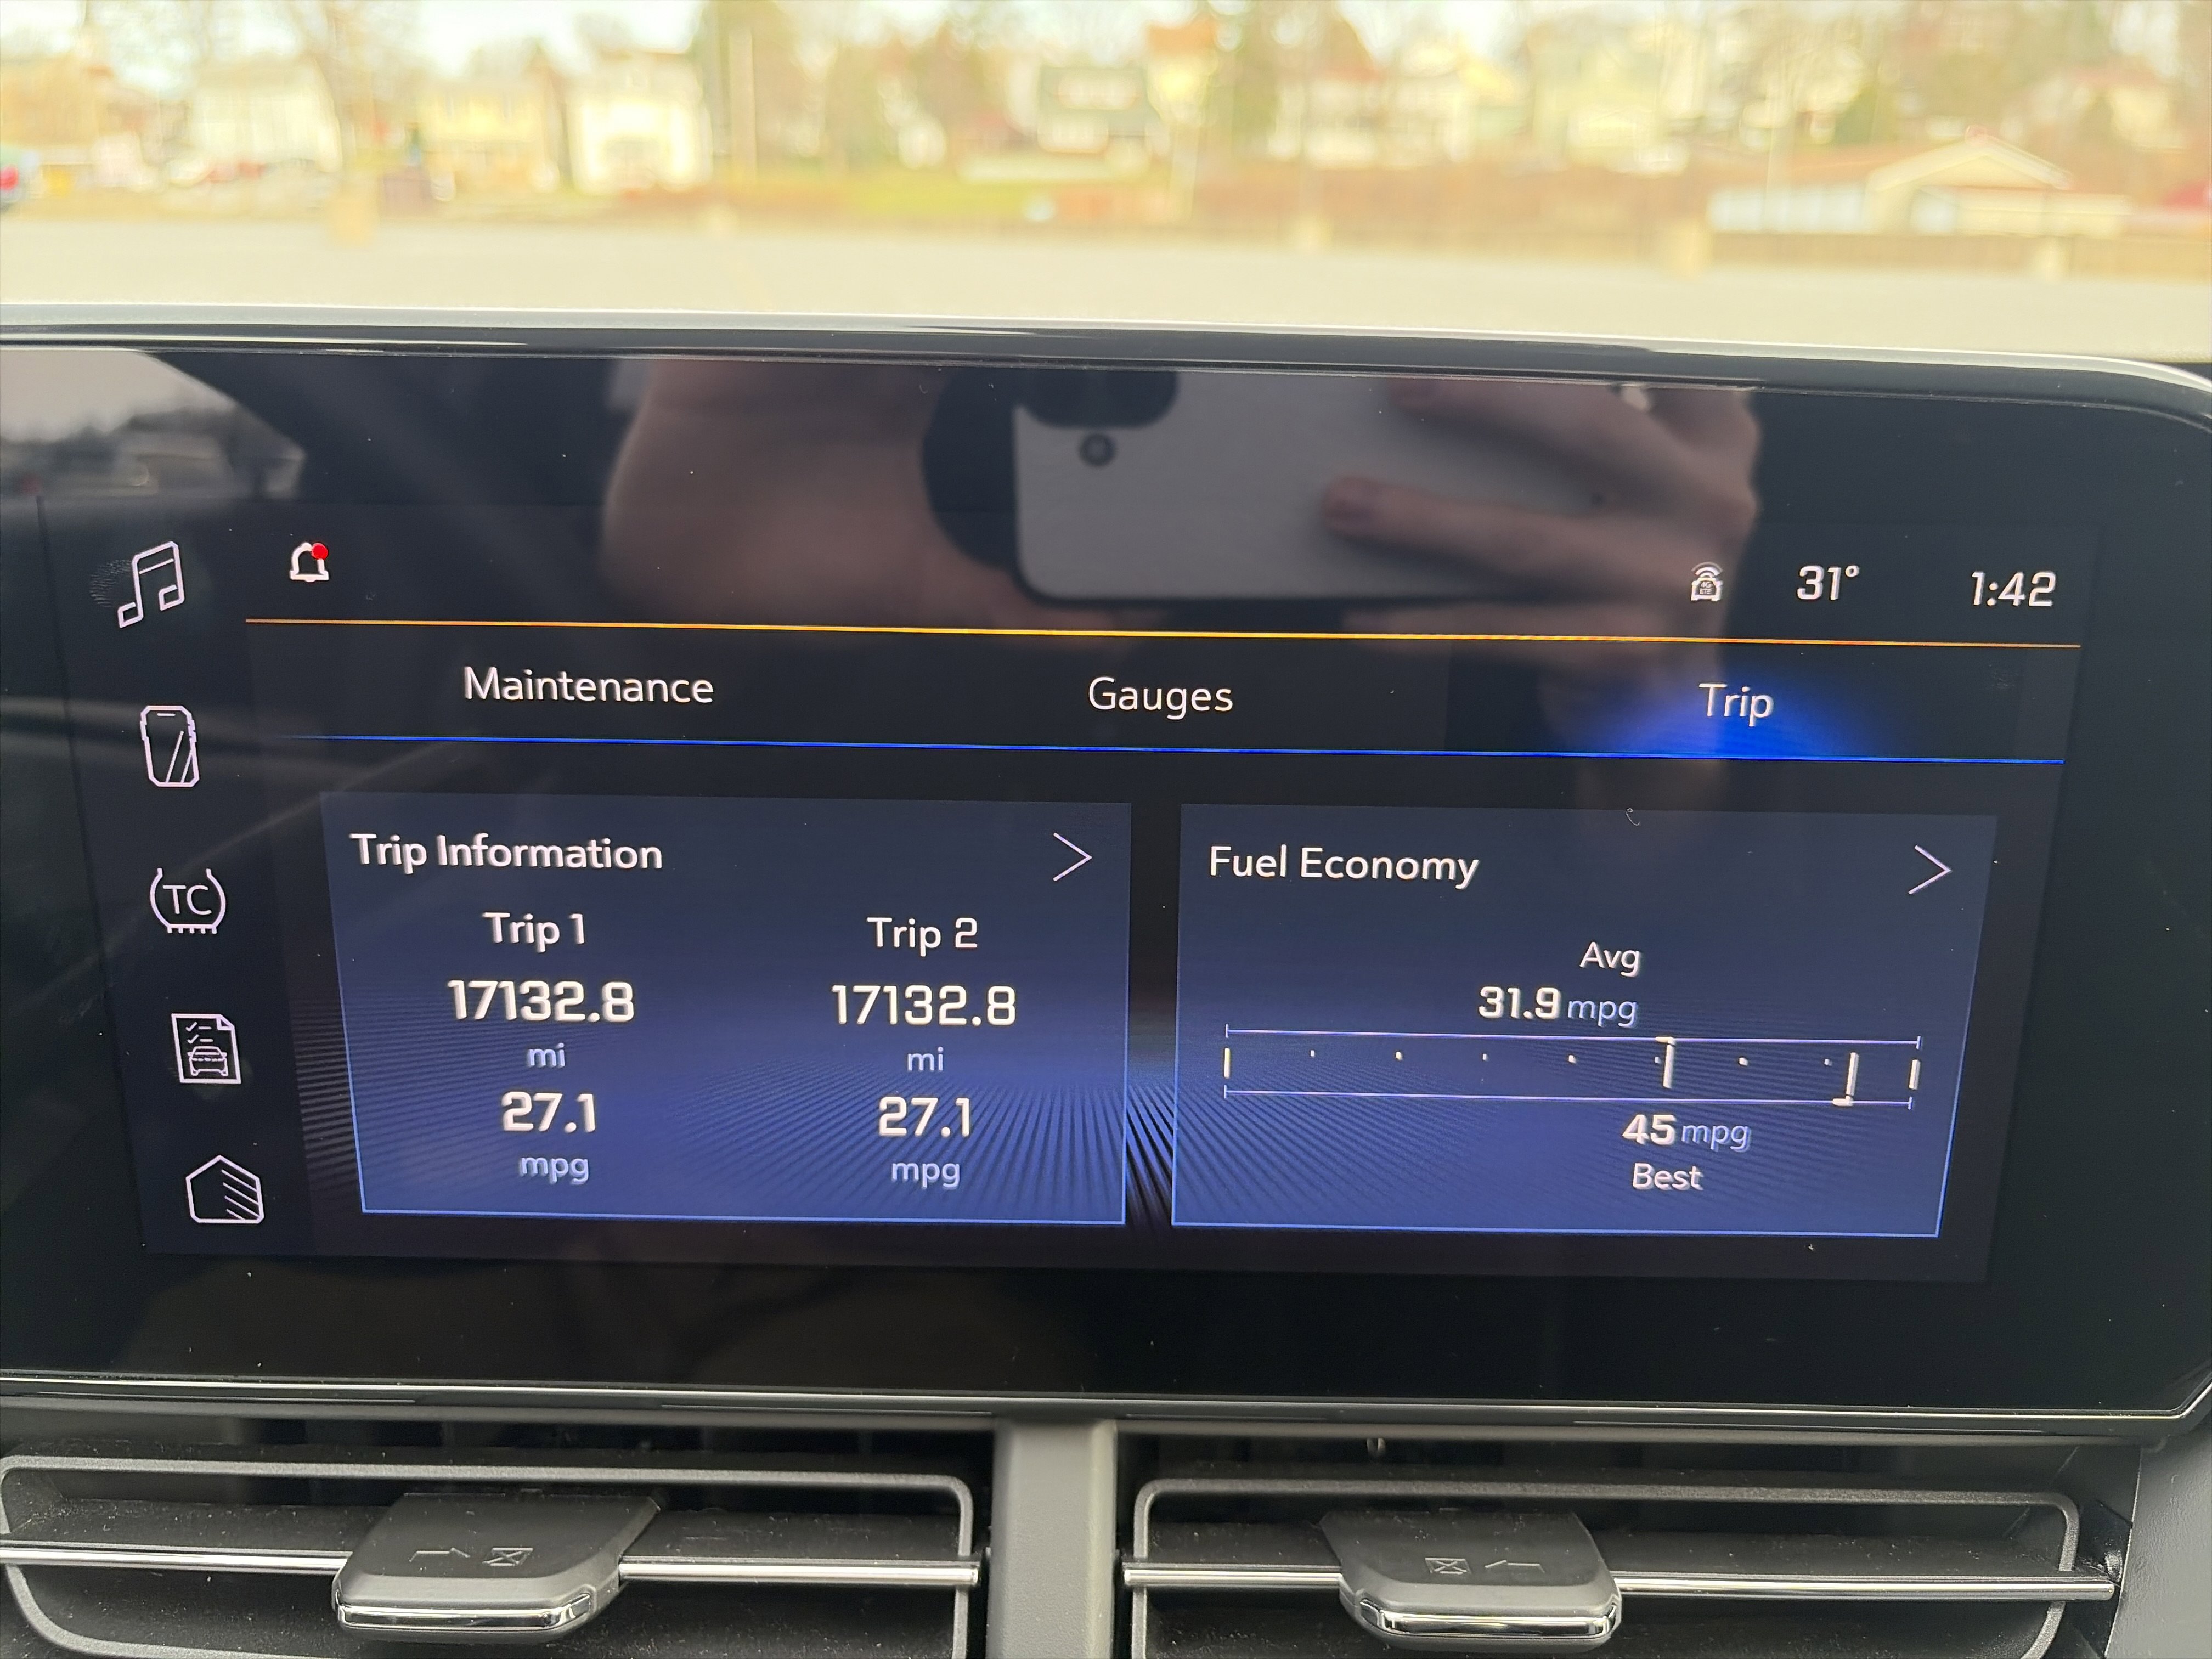 31° 1:42
Maintenance Gauges Trip
Trip Information
Trip 1 Trip 2
17132.8 17132.8
mi mi
27.1 27.1
mpg mpg
Fuel Economy
Avg
31.9 mpg
45 mpg
Best
TC